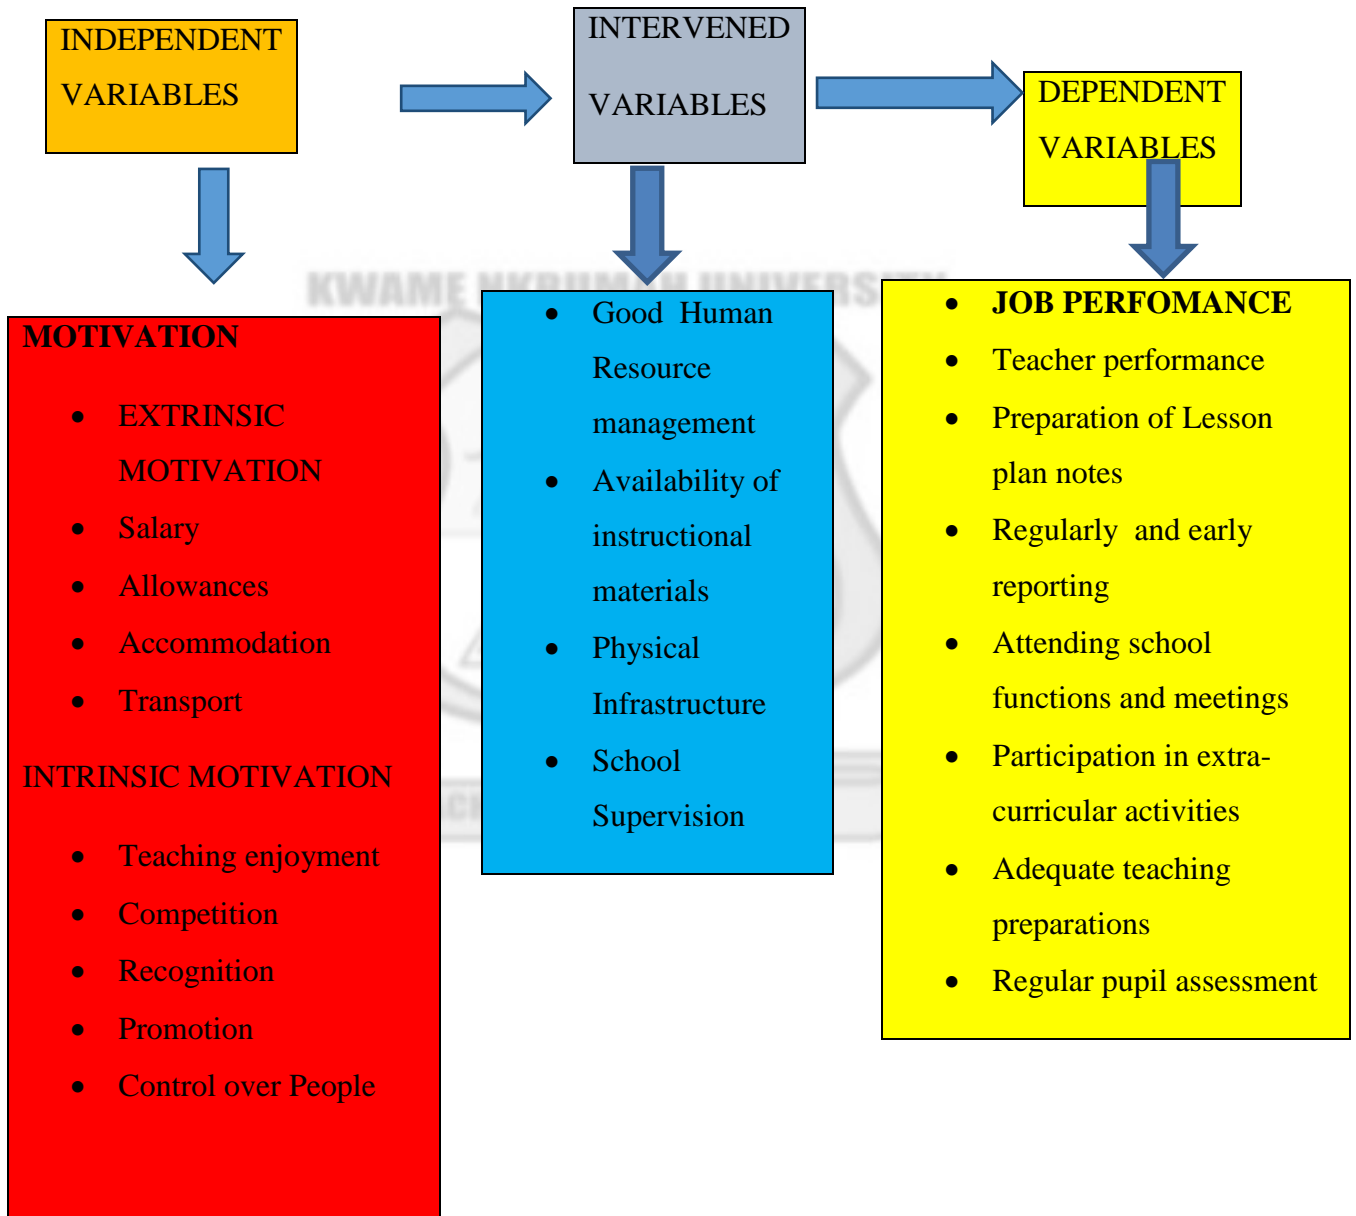 INDEPENDENT
VARIABLES
INTERVENED
VARIABLES
DEPENDENT
VARIABLES
KWAME NKRUMAH UNIVERSITY
MOTIVATION
• EXTRINSIC
MOTIVATION
• Salary
• Allowances
• Accommodation
• Transport
INTRINSIC MOTIVATION
• Teaching enjoyment
• Competition
• Recognition
• Promotion
• Control over People
• Good Human
Resource
management
• Availability of
instructional
materials
• Physical
Infrastructure
• School
Supervision
• JOB PERFOMANCE
• Teacher performance
• Preparation of Lesson
plan notes
• Regularly and early
reporting
• Attending school
functions and meetings
• Participation in extra-
curricular activities
• Adequate teaching
preparations
• Regular pupil assessment